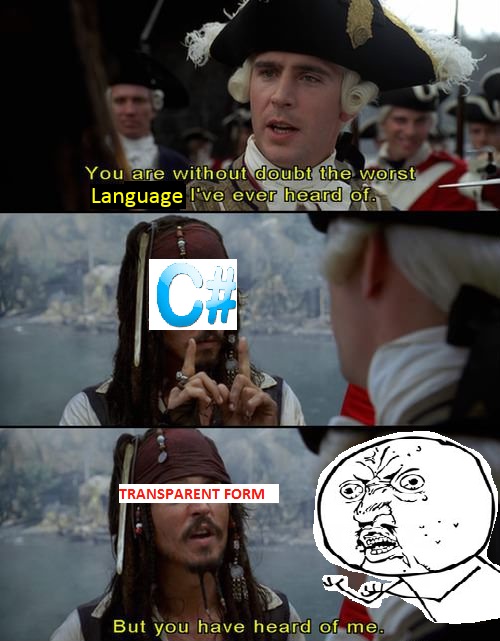 You are without doubt the worst
Language I've ever heard of.
C#
TRANSPARENT FORM
But you have heard of me.